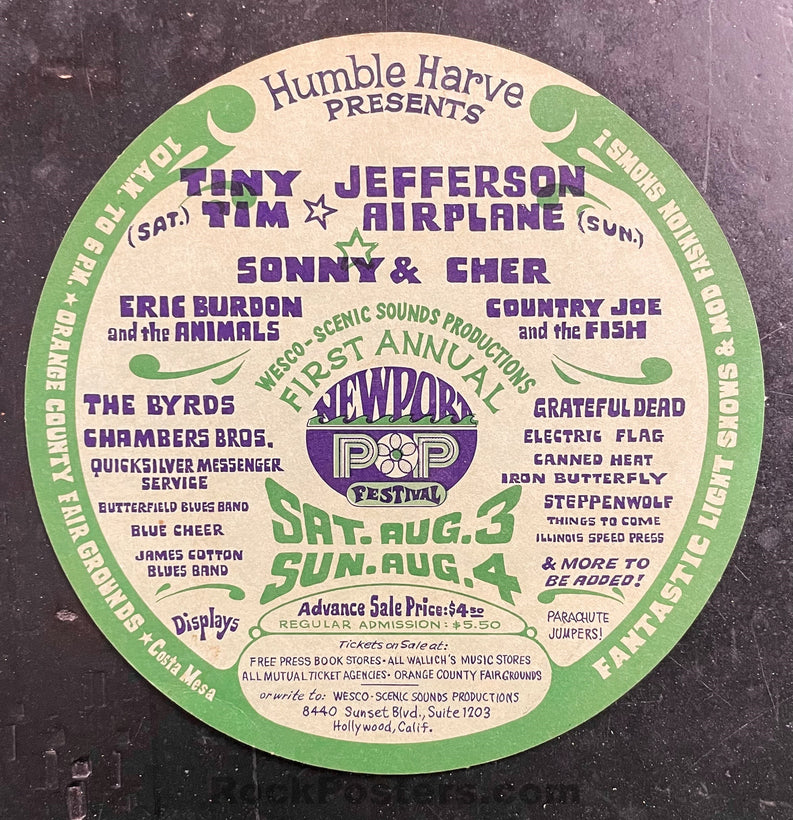 Humble Harve
PRESENTS
10 A.M. TO 6 P.M. ★ ORANGE COUNTY FAIR GROUNDS ★ Costa Mesa
FANTASTIC LIGHT SHOWS & MOD FASHION SHOWS!
TINY TIM (SAT.)
☆
JEFFERSON AIRPLANE (SUN.)
☆
SONNY & CHER
ERIC BURDON
and the ANIMALS
COUNTRY JOE
and the FISH
WESCO-SCENIC SOUNDS PRODUCTIONS
FIRST ANNUAL
NEWPORT
POP
FESTIVAL
SAT. AUG. 3
SUN. AUG. 4
THE BYRDS
CHAMBERS BROS.
QUICKSILVER MESSENGER
SERVICE
BUTTERFIELD BLUES BAND
BLUE CHEER
JAMES COTTON
BLUES BAND
Displays
GRATEFUL DEAD
ELECTRIC FLAG
CANNED HEAT
IRON BUTTERFLY
STEPPENWOLF
THINGS TO COME
ILLINOIS SPEED PRESS
& MORE TO
BE ADDED!
PARACHUTE
JUMPERS!
Advance Sale Price: $4.50
REGULAR ADMISSION: $5.50
Tickets on Sale at:
FREE PRESS BOOK STORES • ALL WALLICH'S MUSIC STORES
ALL MUTUAL TICKET AGENCIES • ORANGE COUNTY FAIRGROUNDS
or write to: WESCO-SCENIC SOUNDS PRODUCTIONS
8440 Sunset Blvd., Suite 1203
Hollywood, Calif.
RockPosters.com